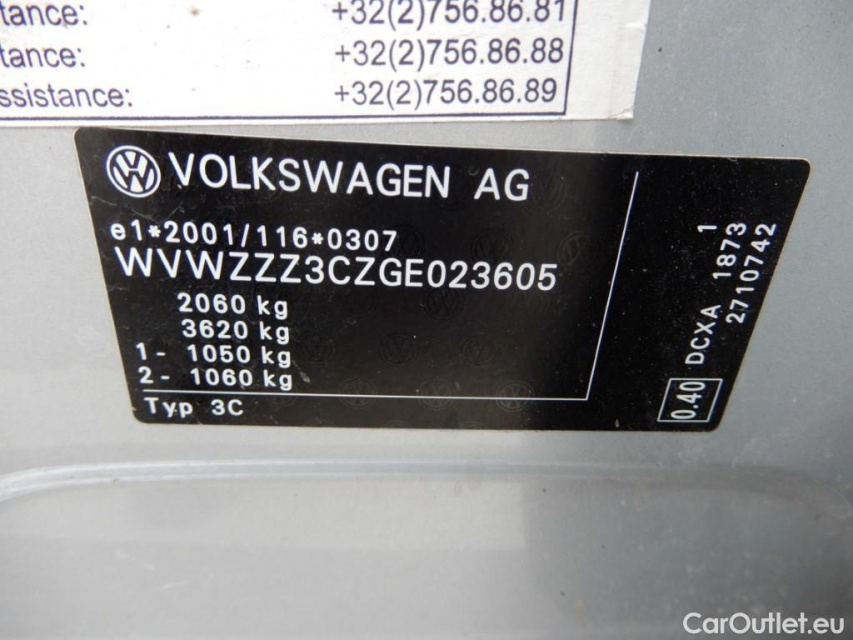 tance: +32(2)756.86.81
tance: +32(2)756.86.88
ssistance: +32(2)756.86.89
VOLKSWAGEN AG
e1*2001/116*0307
WVWZZZ3CZGE023605
2060 kg
3620 kg
1- 1050 kg
2- 1060 kg
Typ 3C
0.40 DCXA 1873 1
2710742
CarOutlet.eu